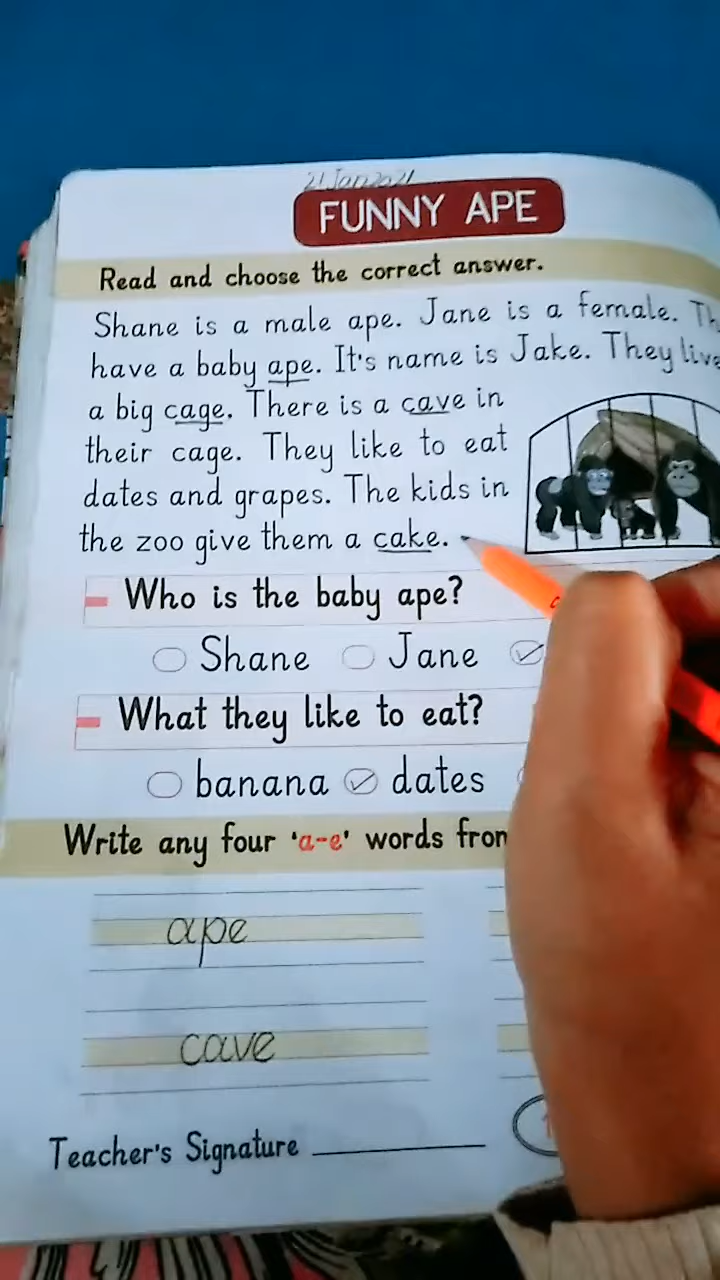 21 Jan 2021
FUNNY APE
Read and choose the correct answer.
Shane is a male ape. Jane is a female.
have a baby ape. It's name is Jake. They live
a big cage. There is a cave in
their cage. They like to eat
dates and grapes. The kids in
the zoo give them a cake.
Who is the baby ape?
Shane Jane
What they like to eat?
banana dates
Write any four 'a-e' words from
ape
cave
Teacher's Signature